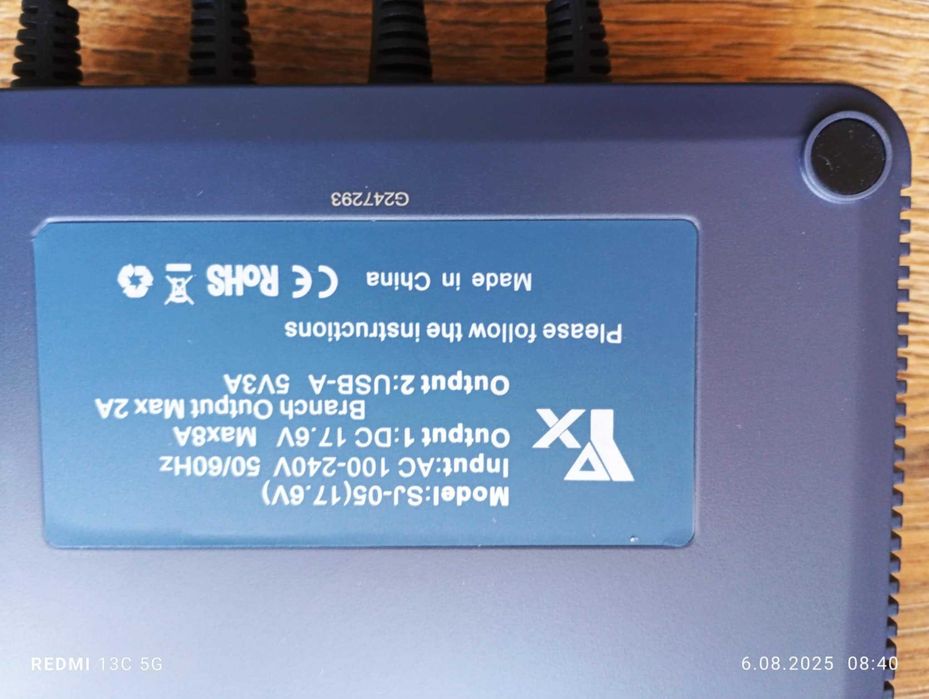 Model:SJ-05(17.6V)
Input:AC 100-240V 50/60Hz
Output 1:DC 17.6V Max8A
Branch Output Max 2A
Output 2:USB-A 5V3A
Please follow the instructions
Made in China CE RoHS
G247293
YX
REDMI 13C 5G
6.08.2025 08:40